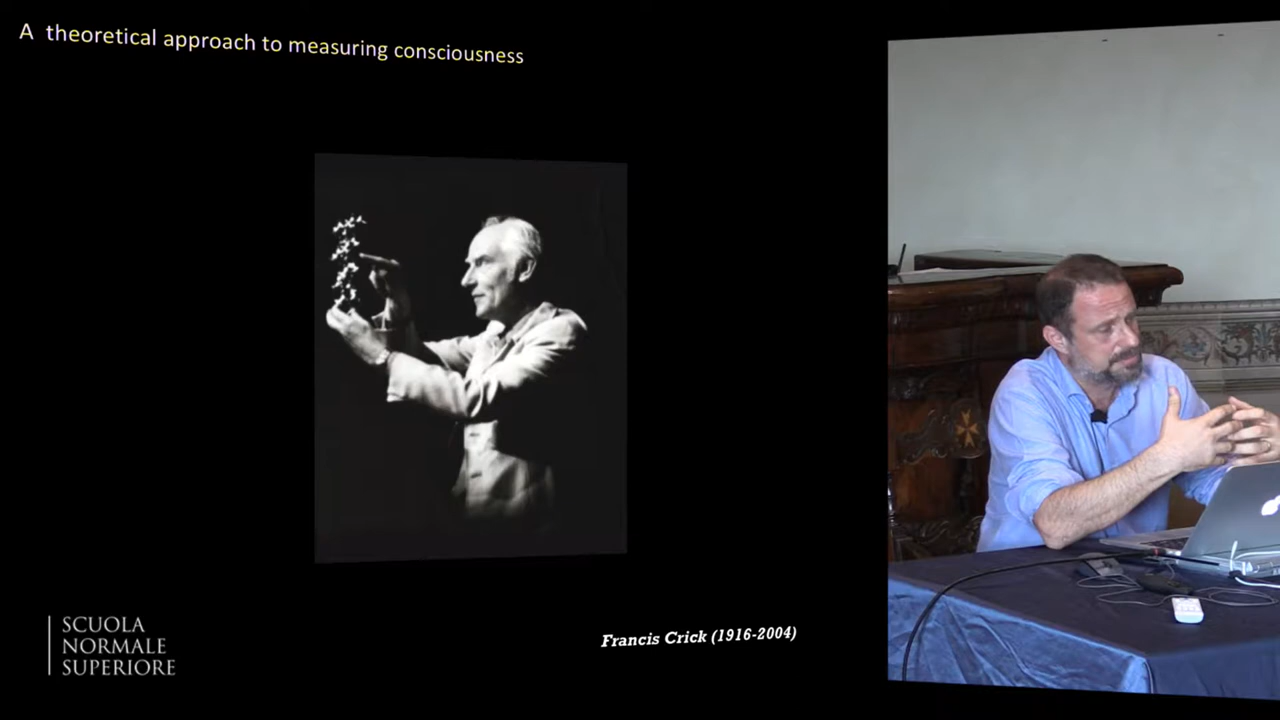 A theoretical approach to measuring consciousness
SCUOLA
NORMALE
SUPERIORE
Francis Crick (1916-2004)